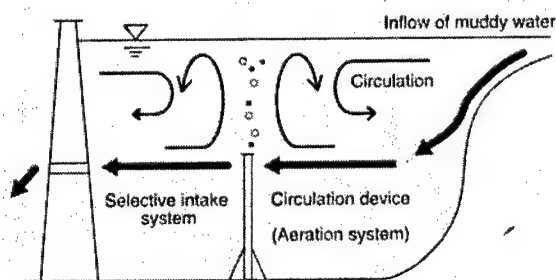 Inflow of muddy water
Circulation
Selective intake
system
Circulation device
(Aeration system)